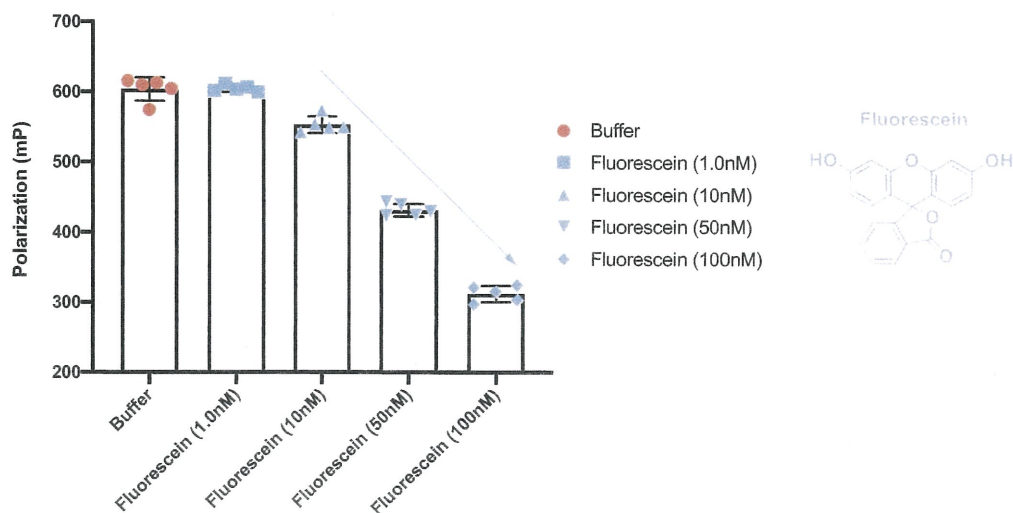 700
600
500
400
300
200
Polarization (mP)
Buffer
Fluorescein (1.0nM)
Fluorescein (10nM)
Fluorescein (50nM)
Fluorescein (100nM)
Buffer
Fluorescein (1.0nM)
Fluorescein (10nM)
Fluorescein (50nM)
Fluorescein (100nM)
Fluorescein
HO
O
OH
O
O